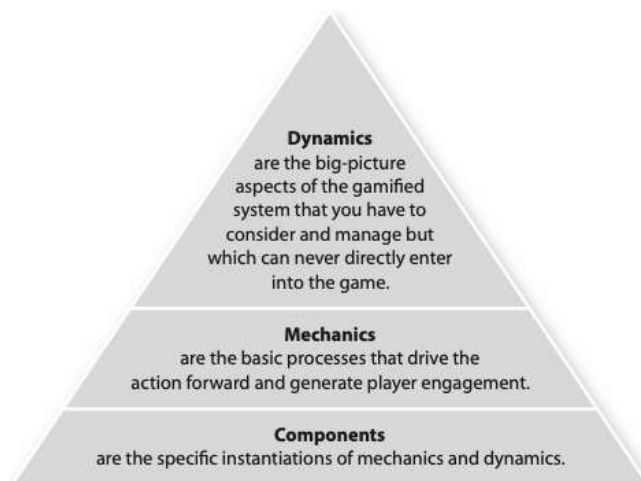 Dynamics
are the big-picture
aspects of the gamified
system that you have to
consider and manage but
which can never directly enter
into the game.
Mechanics
are the basic processes that drive the
action forward and generate player engagement.
Components
are the specific instantiations of mechanics and dynamics.